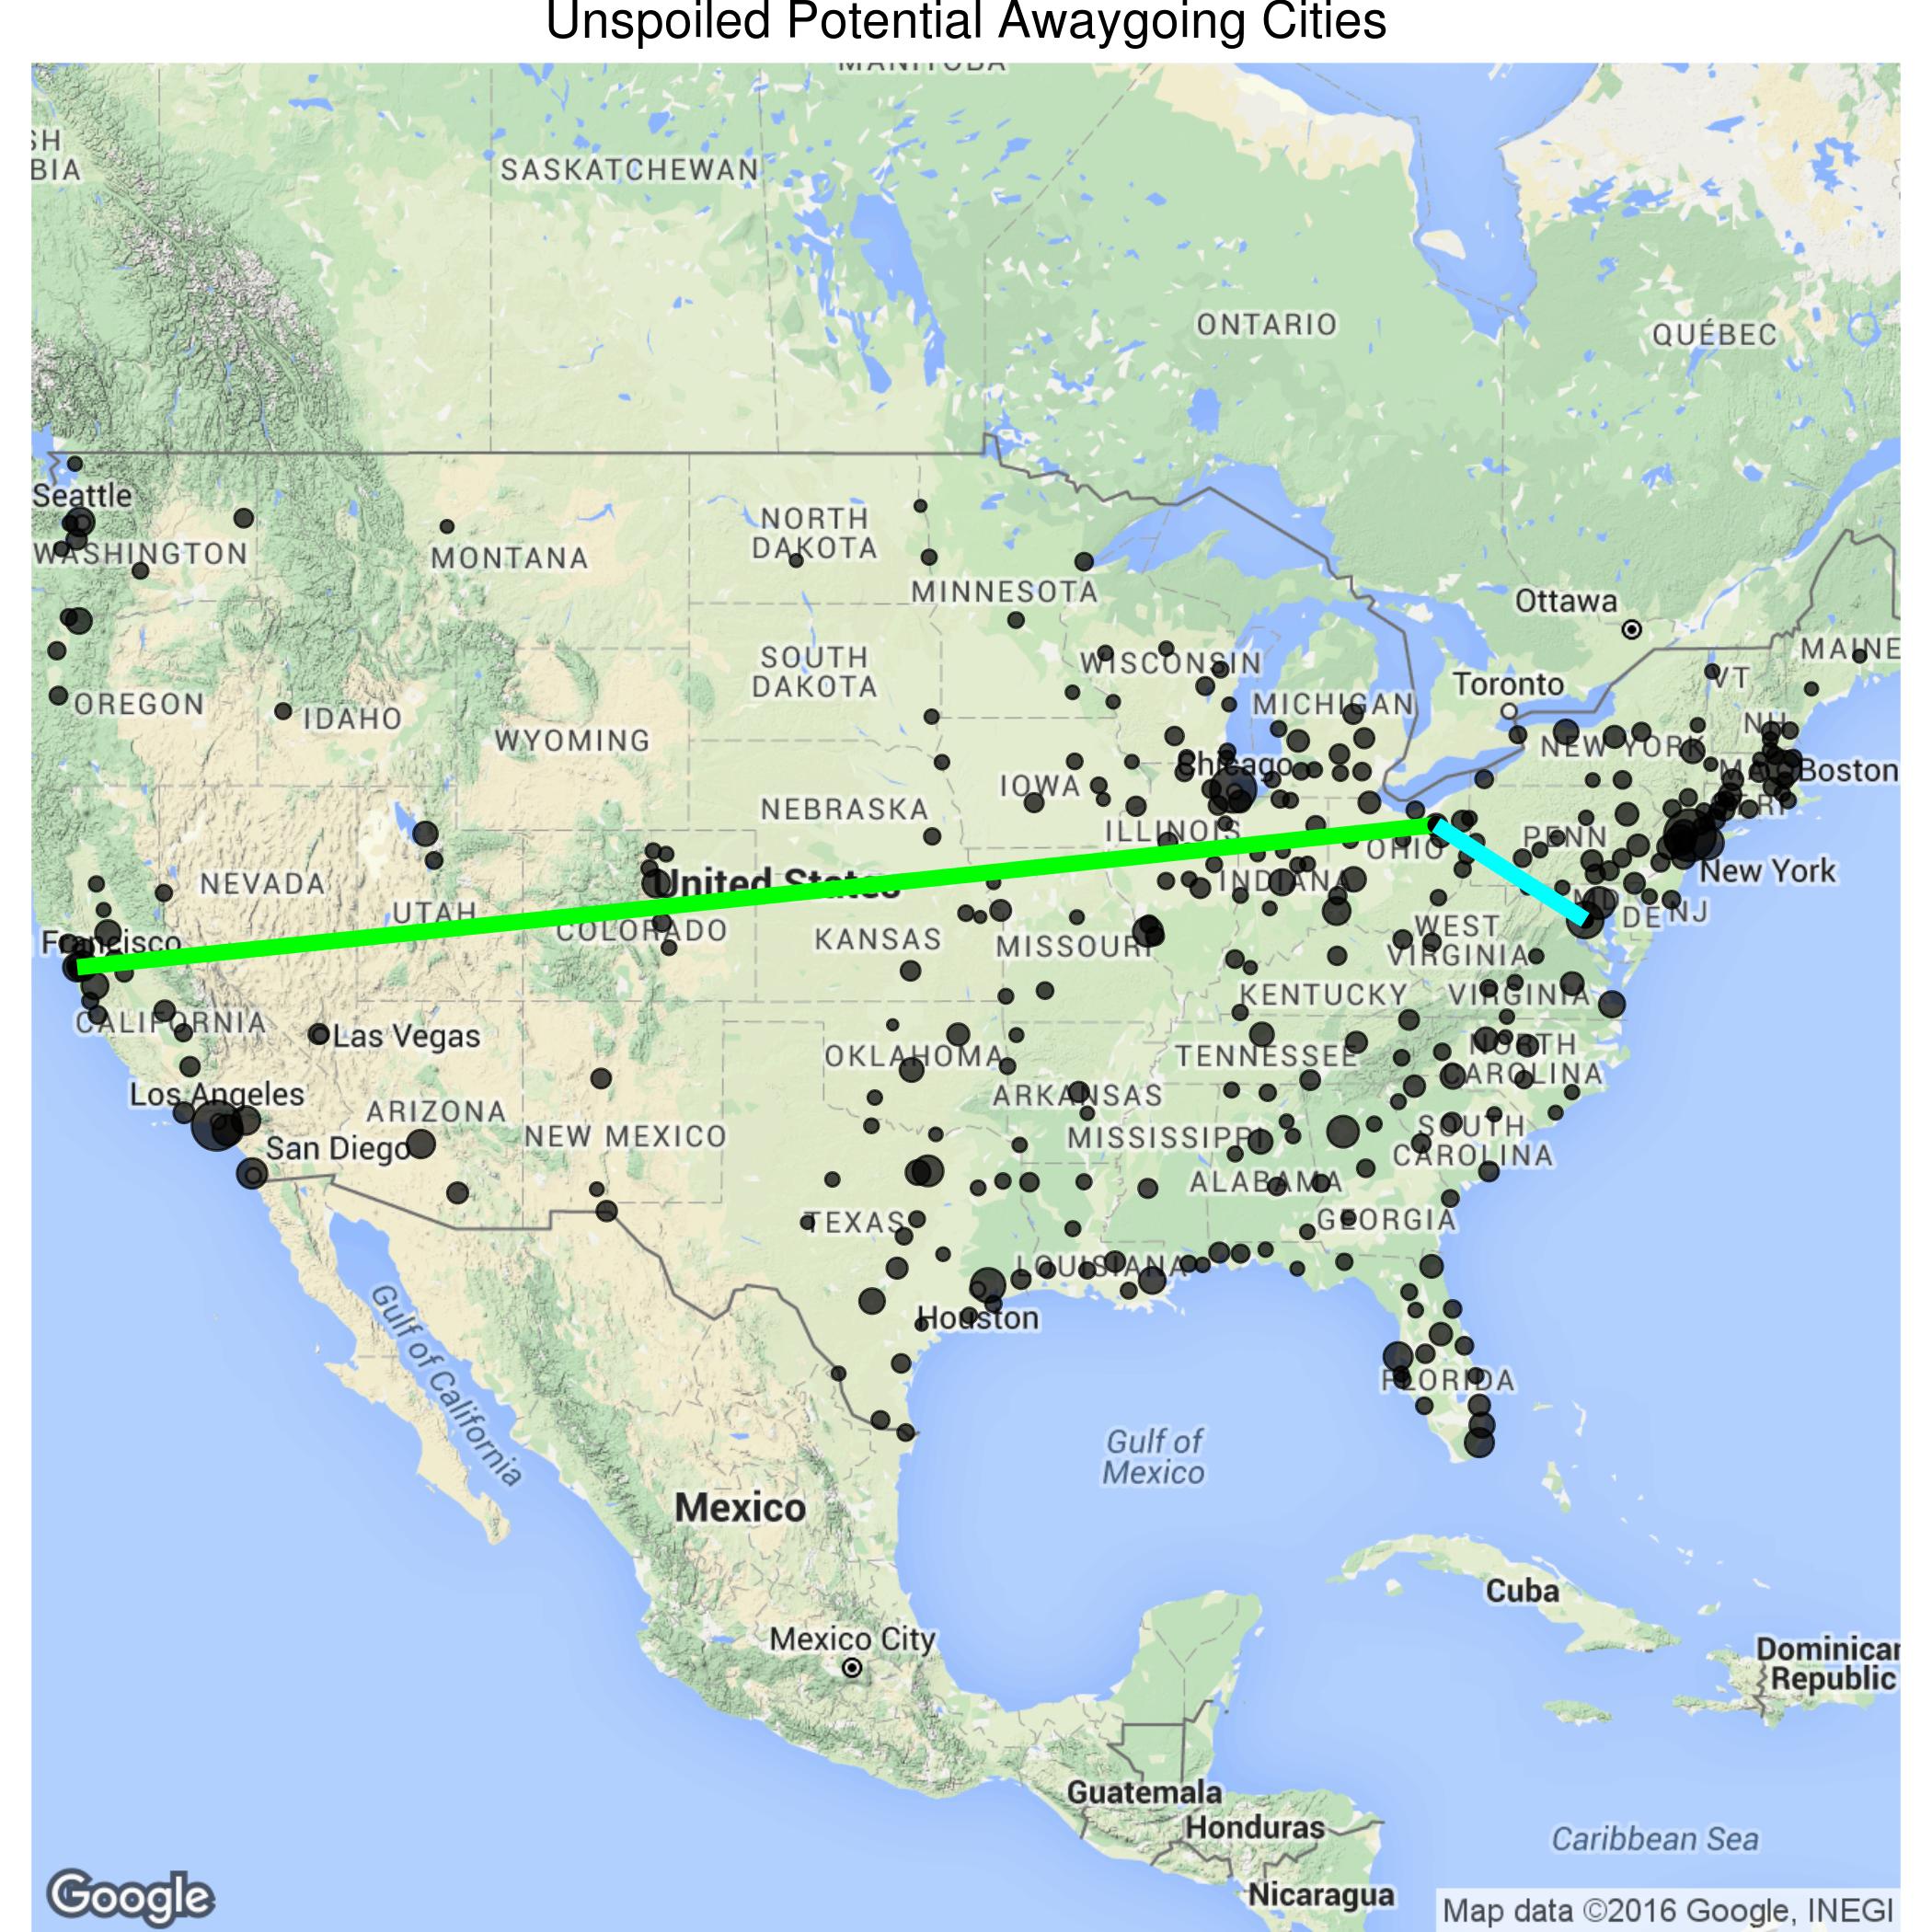 Unspoiled Potential Awaygoing Cities
MANITOBA
SH
BIA
SASKATCHEWAN
ONTARIO
QUÉBEC
Seattle
WASHINGTON
MONTANA
NORTH
DAKOTA
MINNESOTA
Ottawa
SOUTH
DAKOTA
WISCONSIN
MICHIGAN
Toronto
VT
MAINE
OREGON
IDAHO
WYOMING
NEW YORK
NH
Chicago
MA
Boston
IOWA
NEBRASKA
ILLINOIS
OHIO
PENN
RI
New York
NEVADA
United States
INDIANA
MD
DE
NJ
UTAH
COLORADO
KANSAS
MISSOURI
WEST
VIRGINIA
Francisco
CALIFORNIA
KENTUCKY
VIRGINIA
Las Vegas
OKLAHOMA
TENNESSEE
NORTH
CAROLINA
Los Angeles
ARIZONA
ARKANSAS
NEW MEXICO
MISSISSIPPI
SOUTH
CAROLINA
San Diego
ALABAMA
TEXAS
GEORGIA
LOUISIANA
Houston
Gulf of California
FLORIDA
Gulf of
Mexico
Mexico
Cuba
Mexico City
Dominican
Republic
Guatemala
Honduras
Caribbean Sea
Nicaragua
Google
Map data ©2016 Google, INEGI